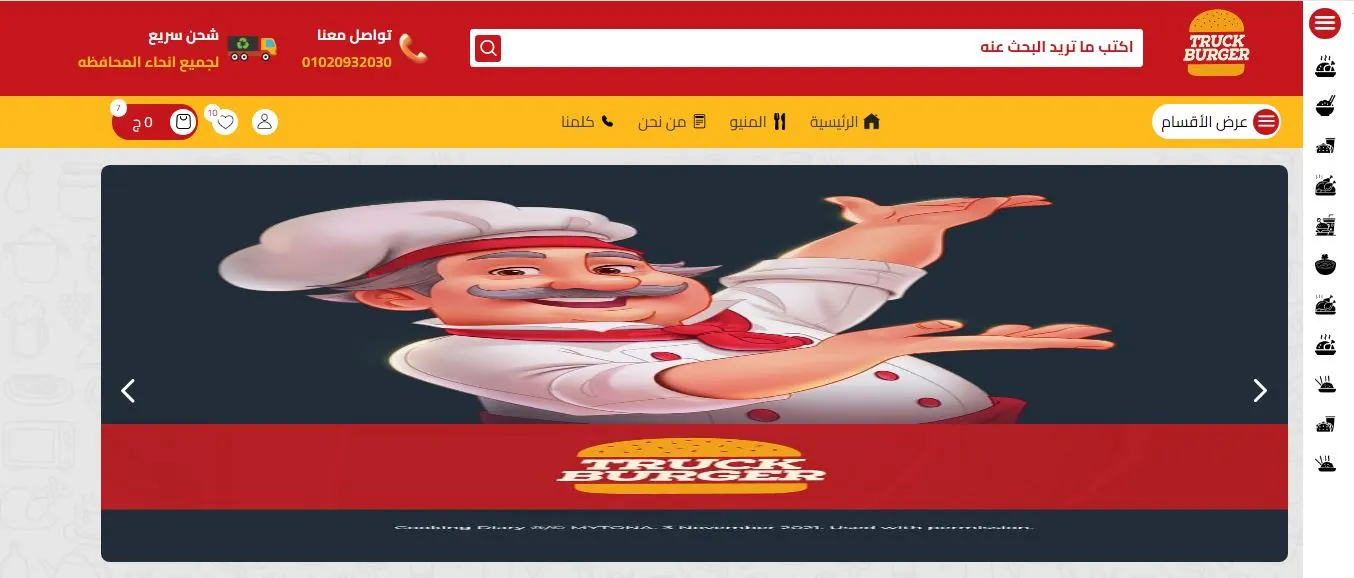 TRUCK
BURGER
اكتب ما تريد البحث عنه
تواصل معنا
01020932030
شحن سريع
لجميع انحاء المحافظه
عرض الأقسام
الرئيسية
المنيو
من نحن
كلمنا
10
0 ج
7
TRUCK
BURGER
Cooking Diary ®/© MYTONA. 3 November 2021. Used with permission.